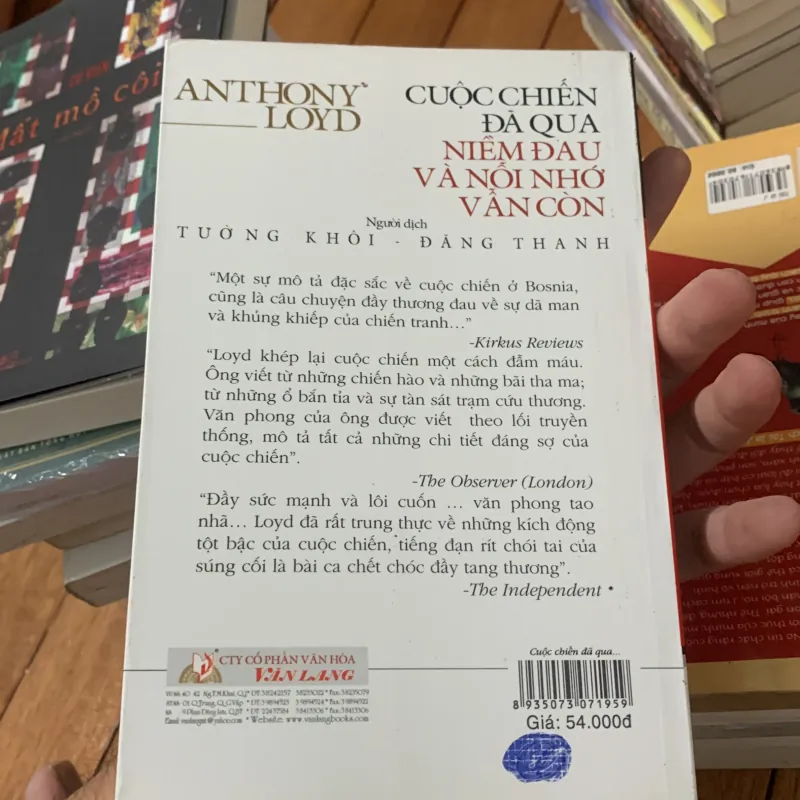 ANTHONY
LOYD
CUỘC CHIẾN
ĐÃ QUA
NIỀM ĐAU
VÀ NỖI NHỚ
VẪN CÒN
Người dịch
TƯỜNG KHÔI - ĐĂNG THANH
“Một sự mô tả đặc sắc về cuộc chiến ở Bosnia,
cũng là câu chuyện đầy thương đau về sự dã man
và khủng khiếp của chiến tranh...”
-Kirkus Reviews
“Loyd khép lại cuộc chiến một cách đẫm máu.
Ông viết từ những chiến hào và những bãi tha ma;
từ những ổ bắn tỉa và sự tàn sát trạm cứu thương.
Văn phong của ông được viết theo lối truyền
thống, mô tả tất cả những chi tiết đáng sợ của
cuộc chiến”.
-The Observer (London)
“Đầy sức mạnh và lôi cuốn ... văn phong tao
nhã... Loyd đã rất trung thực về những kích động
tột bậc của cuộc chiến, tiếng đạn rít chói tai của
súng cối là bài ca chết chóc đầy tang thương”.
-The Independent
CTY CỔ PHẦN VĂN HÓA
VĂN LANG
* Website: www.vanlangbooks.com
Cuộc chiến đã qua...
8 935073 071959
Giá: 54.000đ
đất mồ côi